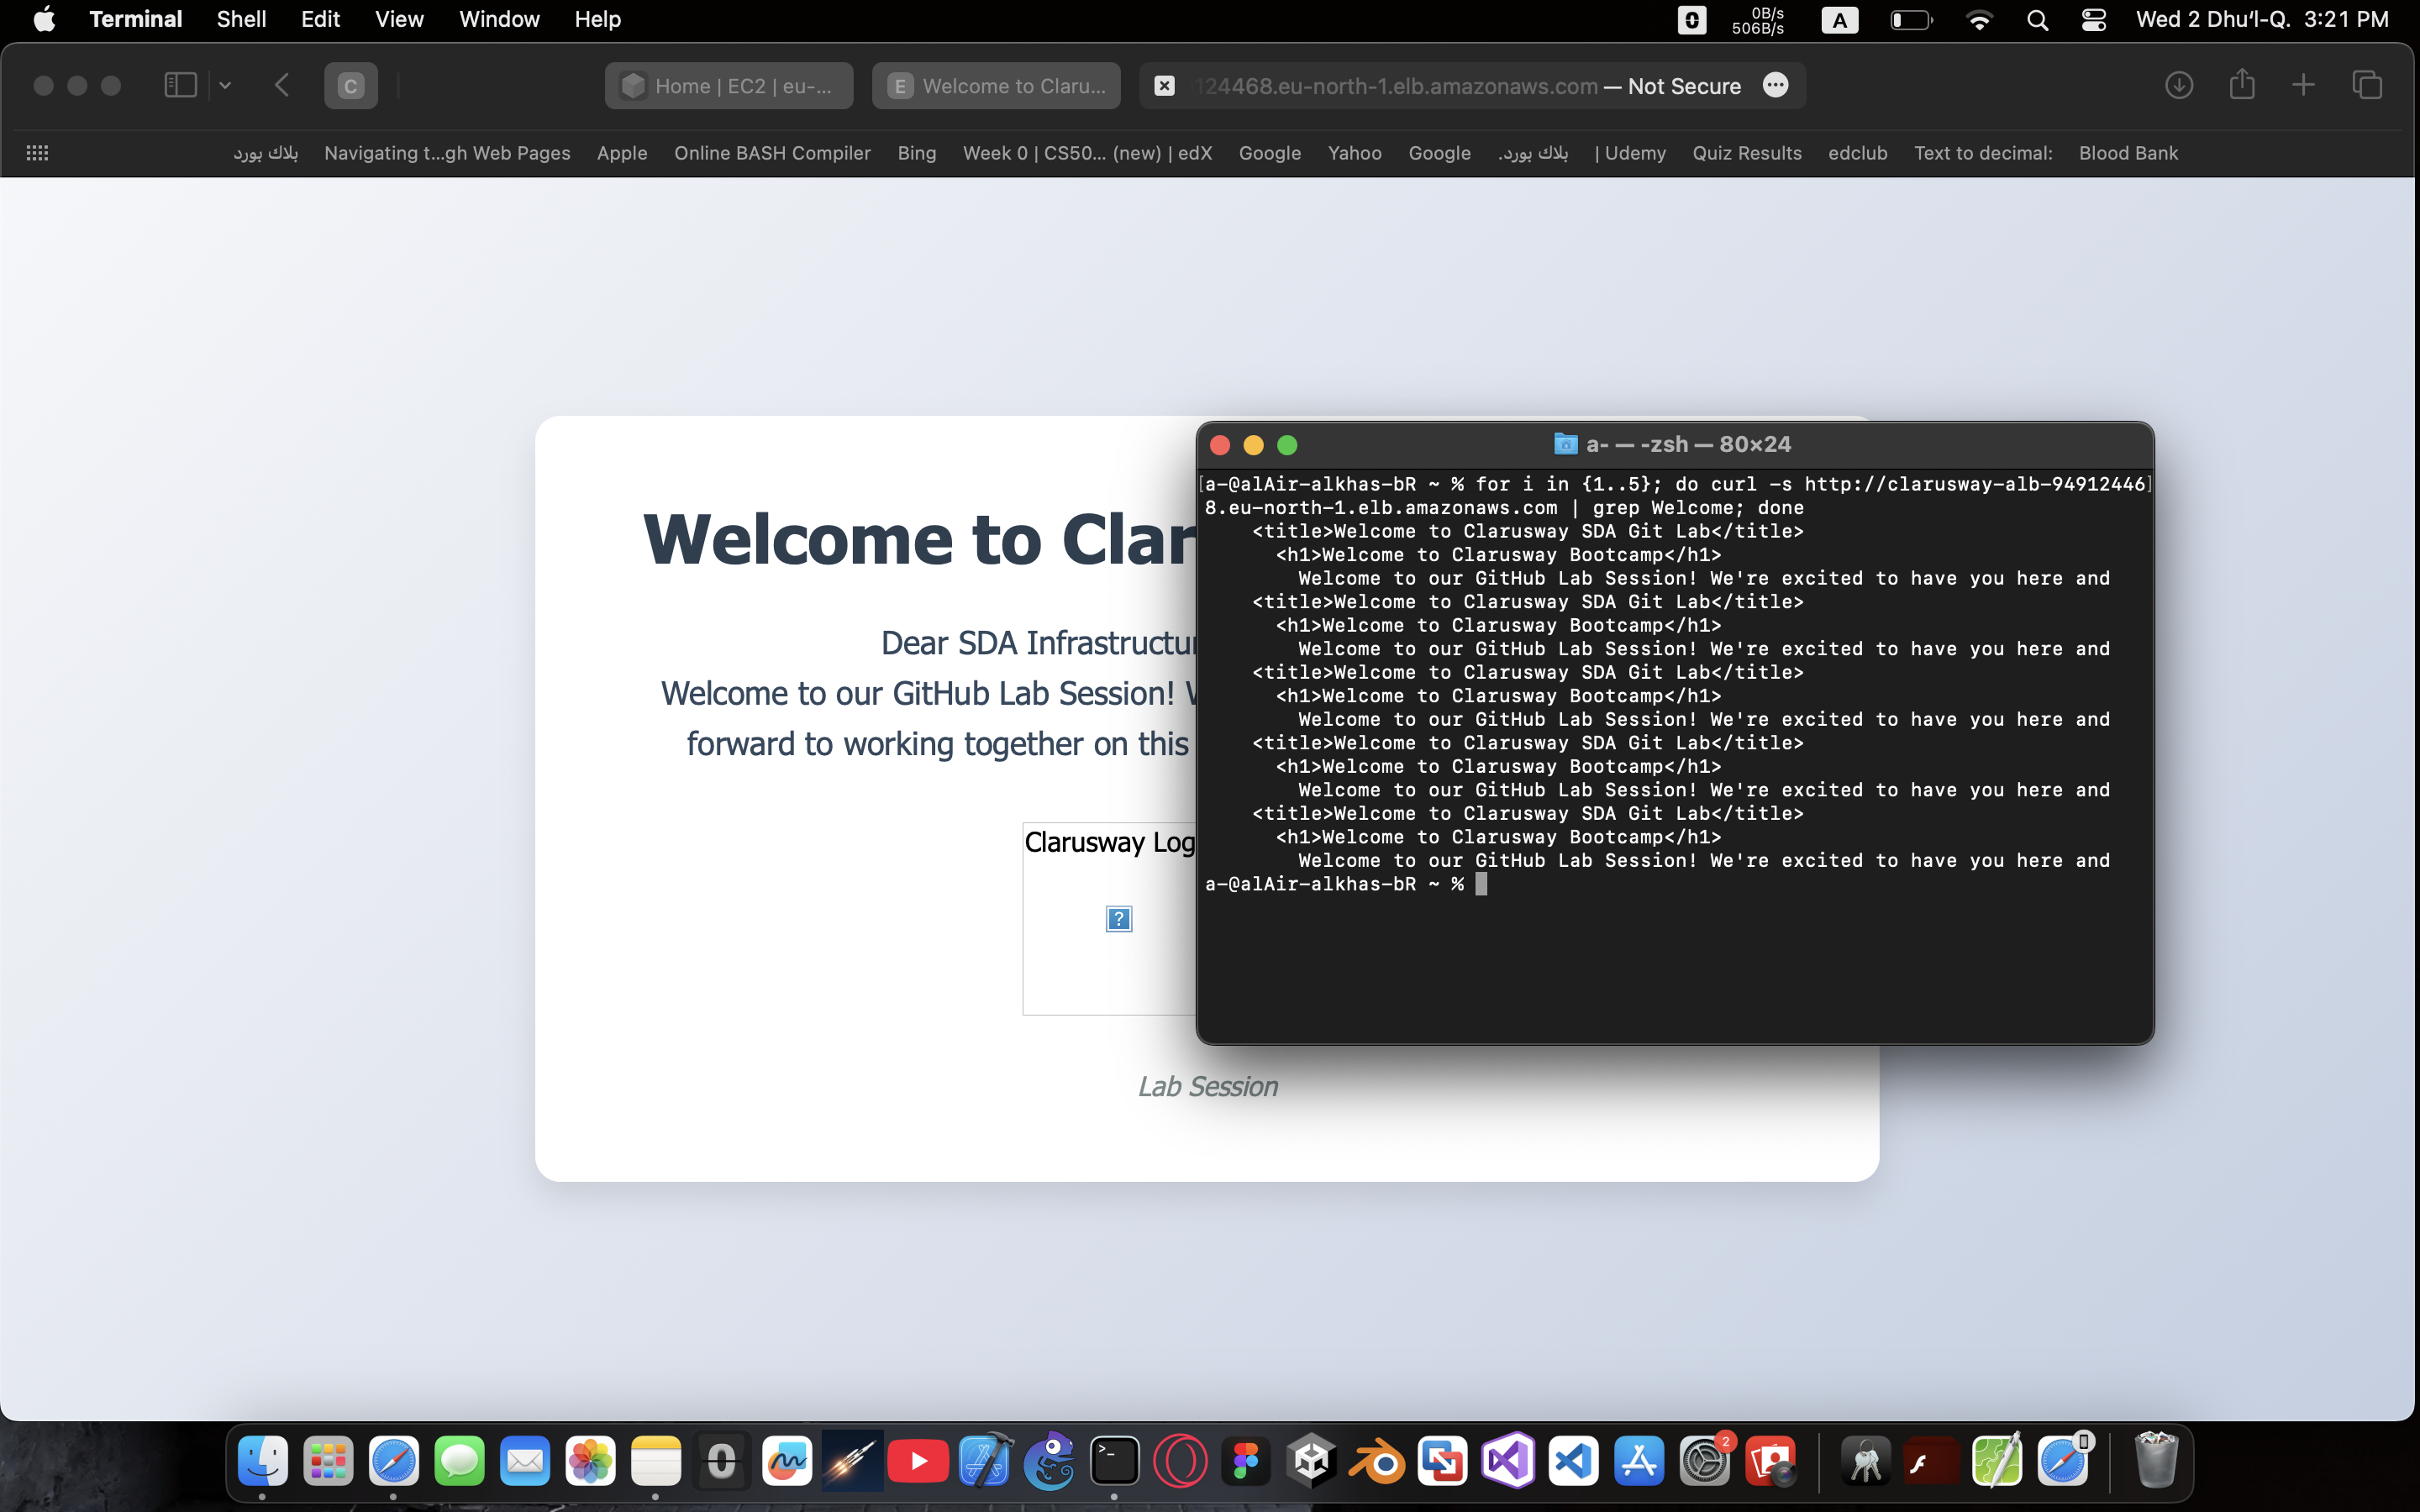 Terminal Shell Edit View Window Help
0B/s
506B/s
A
Wed 2 Dhu‘l-Q. 3:21 PM
C
Home | EC2 | eu-...
E Welcome to Claru...
124468.eu-north-1.elb.amazonaws.com — Not Secure
بلاك بورد Navigating t...gh Web Pages Apple Online BASH Compiler Bing Week 0 | CS50... (new) | edX Google Yahoo Google بلاك بورد. | Udemy Quiz Results edclub Text to decimal: Blood Bank
Welcome to Clar
Dear SDA Infrastructu
Welcome to our GitHub Lab Session!
forward to working together on this
Clarusway Log
?
Lab Session
a- — -zsh — 80×24
[a-@alAir-alkhas-bR ~ % for i in {1..5}; do curl -s http://clarusway-alb-94912446]
8.eu-north-1.elb.amazonaws.com | grep Welcome; done
<title>Welcome to Clarusway SDA Git Lab</title>
<h1>Welcome to Clarusway Bootcamp</h1>
Welcome to our GitHub Lab Session! We're excited to have you here and
<title>Welcome to Clarusway SDA Git Lab</title>
<h1>Welcome to Clarusway Bootcamp</h1>
Welcome to our GitHub Lab Session! We're excited to have you here and
<title>Welcome to Clarusway SDA Git Lab</title>
<h1>Welcome to Clarusway Bootcamp</h1>
Welcome to our GitHub Lab Session! We're excited to have you here and
<title>Welcome to Clarusway SDA Git Lab</title>
<h1>Welcome to Clarusway Bootcamp</h1>
Welcome to our GitHub Lab Session! We're excited to have you here and
<title>Welcome to Clarusway SDA Git Lab</title>
<h1>Welcome to Clarusway Bootcamp</h1>
Welcome to our GitHub Lab Session! We're excited to have you here and
a-@alAir-alkhas-bR ~ %
2